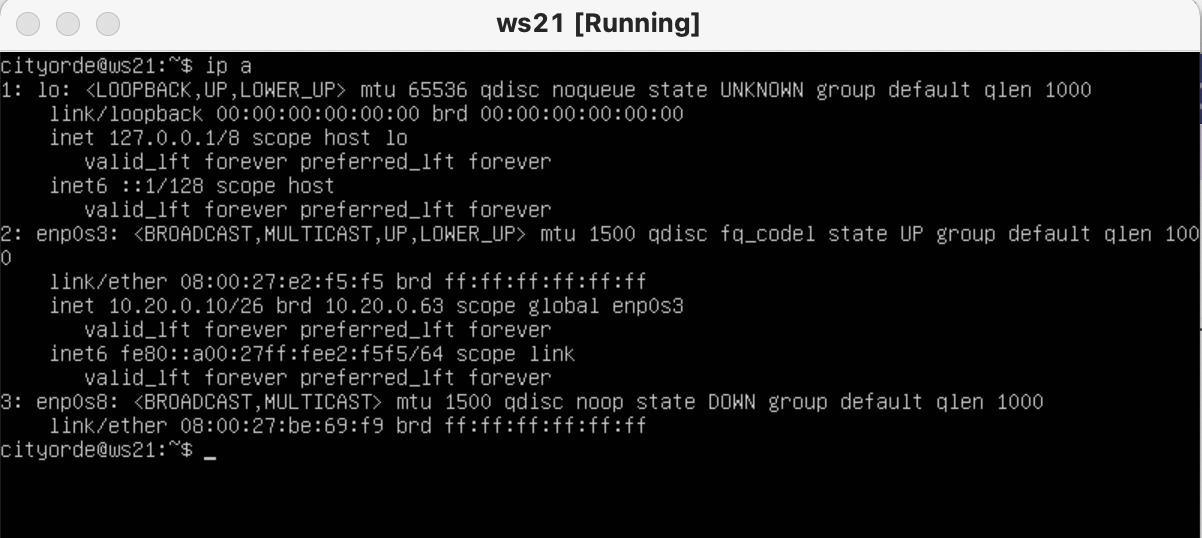 ws21 [Running]
cityorde@ws21:~$ ip a
1: lo: <LOOPBACK,UP,LOWER_UP> mtu 65536 qdisc noqueue state UNKNOWN group default qlen 1000
    link/loopback 00:00:00:00:00:00 brd 00:00:00:00:00:00
    inet 127.0.0.1/8 scope host lo
       valid_lft forever preferred_lft forever
    inet6 ::1/128 scope host
       valid_lft forever preferred_lft forever
2: enp0s3: <BROADCAST,MULTICAST,UP,LOWER_UP> mtu 1500 qdisc fq_codel state UP group default qlen 100
0
    link/ether 08:00:27:e2:f5:f5 brd ff:ff:ff:ff:ff:ff
    inet 10.20.0.10/26 brd 10.20.0.63 scope global enp0s3
       valid_lft forever preferred_lft forever
    inet6 fe80::a00:27ff:fee2:f5f5/64 scope link
       valid_lft forever preferred_lft forever
3: enp0s8: <BROADCAST,MULTICAST> mtu 1500 qdisc noop state DOWN group default qlen 1000
    link/ether 08:00:27:be:69:f9 brd ff:ff:ff:ff:ff:ff
cityorde@ws21:~$ _